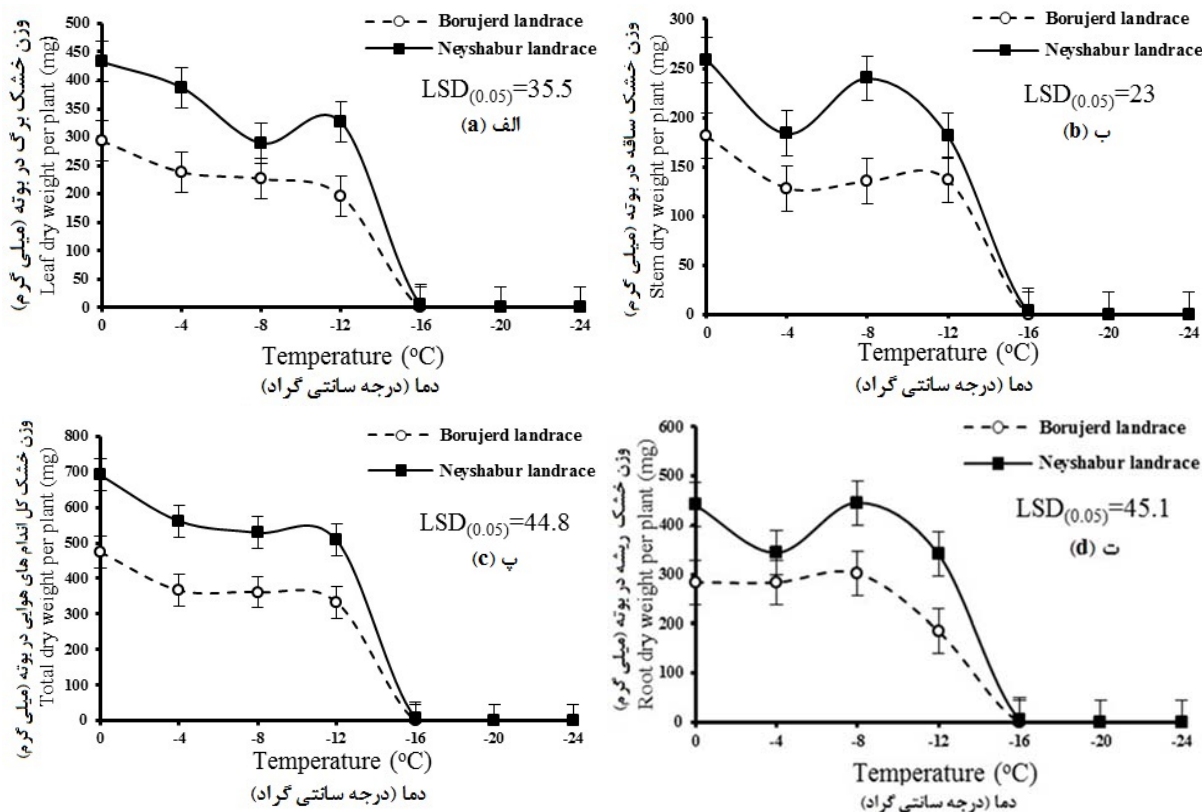 وزن خشک برگ در بوته (میلی گرم)
Leaf dry weight per plant (mg)
500
450
400
350
300
250
200
150
100
50
0
Borujerd landrace
Neyshabur landrace
LSD(0.05)=35.5
الف (a)
0 -4 -8 -12 -16 -20 -24
Temperature (°C)
دما (درجه سانتی گراد)
وزن خشک ساقه در بوته (میلی گرم)
Stem dry weight per plant (mg)
300
250
200
150
100
50
0
Borujerd landrace
Neyshabur landrace
LSD(0.05)=23
ب (b)
0 -4 -8 -12 -16 -20 -24
Temperature (°C)
دما (درجه سانتی گراد)
وزن خشک کل اندام های هوایی در بوته (میلی گرم)
Total dry weight per plant (mg)
800
700
600
500
400
300
200
100
0
Borujerd landrace
Neyshabur landrace
LSD(0.05)=44.8
پ (c)
0 -4 -8 -12 -16 -20 -24
Temperature (°C)
دما (درجه سانتی گراد)
وزن خشک ریشه در بوته (میلی گرم)
Root dry weight per plant (mg)
600
500
400
300
200
100
0
Borujerd landrace
Neyshabur landrace
LSD(0.05)=45.1
ت (d)
0 -4 -8 -12 -16 -20 -24
Temperature (°C)
دما (درجه سانتی گراد)